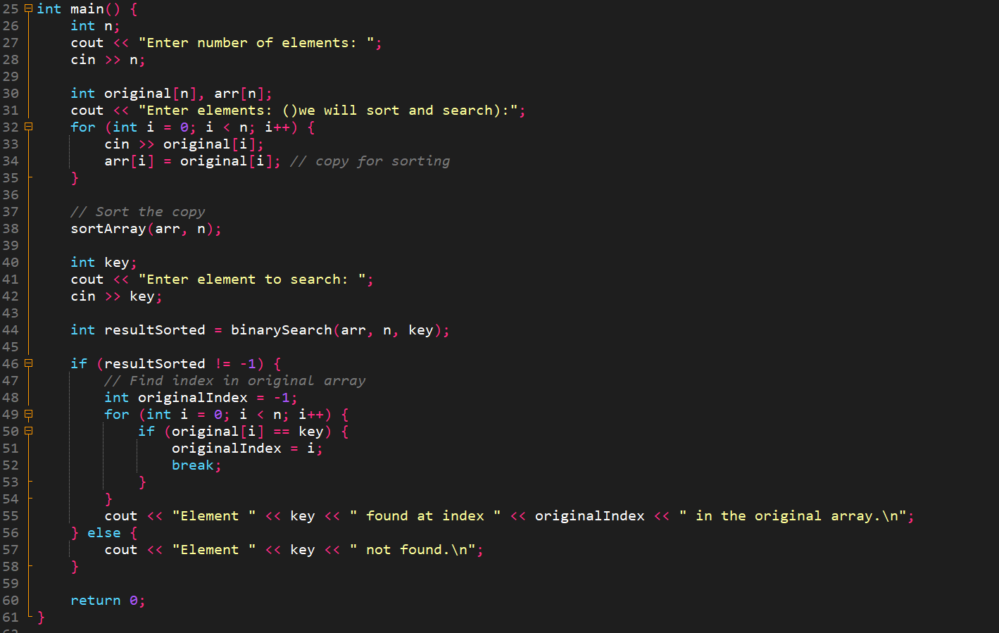 25 int main() {
26     int n;
27     cout << "Enter number of elements: ";
28     cin >> n;
29
30     int original[n], arr[n];
31     cout << "Enter elements: ()we will sort and search):";
32     for (int i = 0; i < n; i++) {
33         cin >> original[i];
34         arr[i] = original[i]; // copy for sorting
35     }
36
37     // Sort the copy
38     sortArray(arr, n);
39
40     int key;
41     cout << "Enter element to search: ";
42     cin >> key;
43
44     int resultSorted = binarySearch(arr, n, key);
45
46     if (resultSorted != -1) {
47         // Find index in original array
48         int originalIndex = -1;
49         for (int i = 0; i < n; i++) {
50             if (original[i] == key) {
51                 originalIndex = i;
52                 break;
53             }
54         }
55         cout << "Element " << key << " found at index " << originalIndex << " in the original array.\n";
56     } else {
57         cout << "Element " << key << " not found.\n";
58     }
59
60     return 0;
61 }